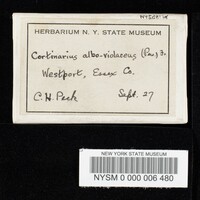 HERBARIUM N. Y. STATE MUSEUM
Cortinarius albo-violaceus (Pers.) Fr.
Westport, Essex Co.
C. H. Peck Sept. 27
NEW YORK STATE MUSEUM
NYSM 0 000 006 480